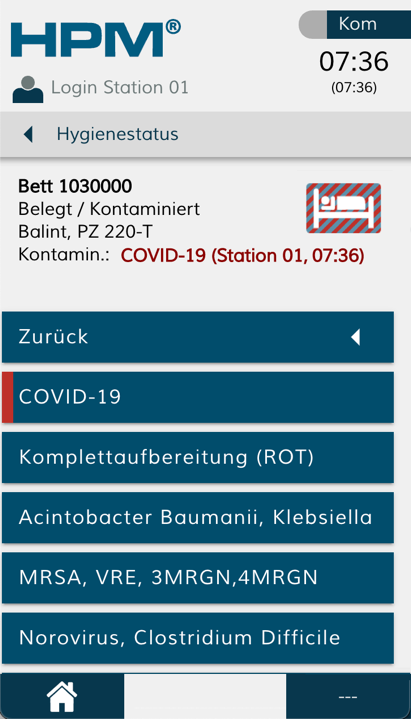 HPM®
Kom
07:36
(07:36)
Login Station 01
Hygienestatus
Bett 1030000
Belegt / Kontaminiert
Balint, PZ 220-T
Kontamin.: COVID-19 (Station 01, 07:36)
Zurück
COVID-19
Komplettaufbereitung (ROT)
Acintobacter Baumanii, Klebsiella
MRSA, VRE, 3MRGN,4MRGN
Norovirus, Clostridium Difficile
---